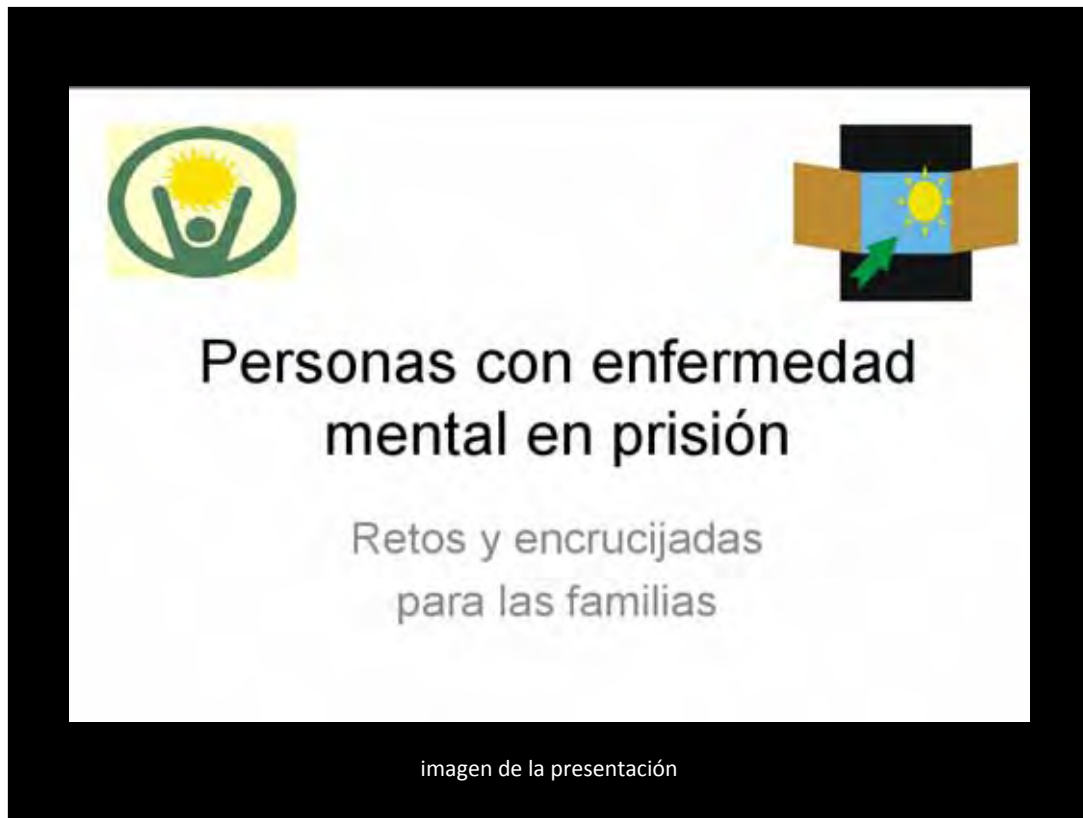 Personas con enfermedad
mental en prisión
Retos y encrucijadas
para las familias
imagen de la presentación